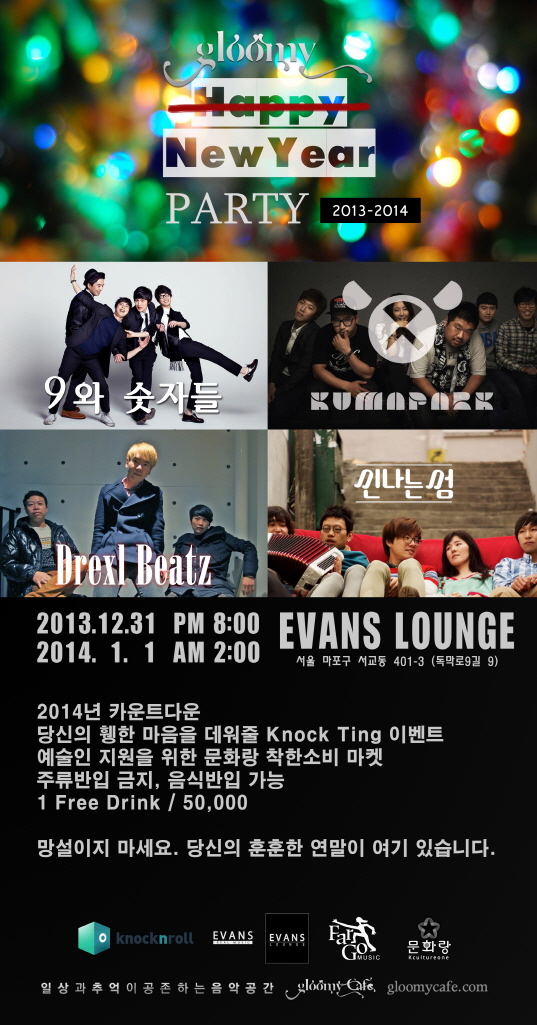 gloomy
Happy
New Year
PARTY 2013-2014
9와 숫자들
KUMAPARK
Drexl Beatz
신나는섬
2013.12.31 PM 8:00
2014. 1. 1 AM 2:00
EVANS LOUNGE
서울 마포구 서교동 401-3 (독막로9길 9)
2014년 카운트다운
당신의 휑한 마음을 데워줄 Knock Ting 이벤트
예술인 지원을 위한 문화랑 착한소비 마켓
주류반입 금지, 음식반입 가능
1 Free Drink / 50,000
망설이지 마세요. 당신의 훈훈한 연말이 여기 있습니다.
knocknroll
EVANS
REAL MUSIC
EVANS
LOUNGE
Far Go
MUSIC
문화랑
Kcultureone
일상과추억이공존하는음악공간 gloomy Cafe. gloomycafe.com